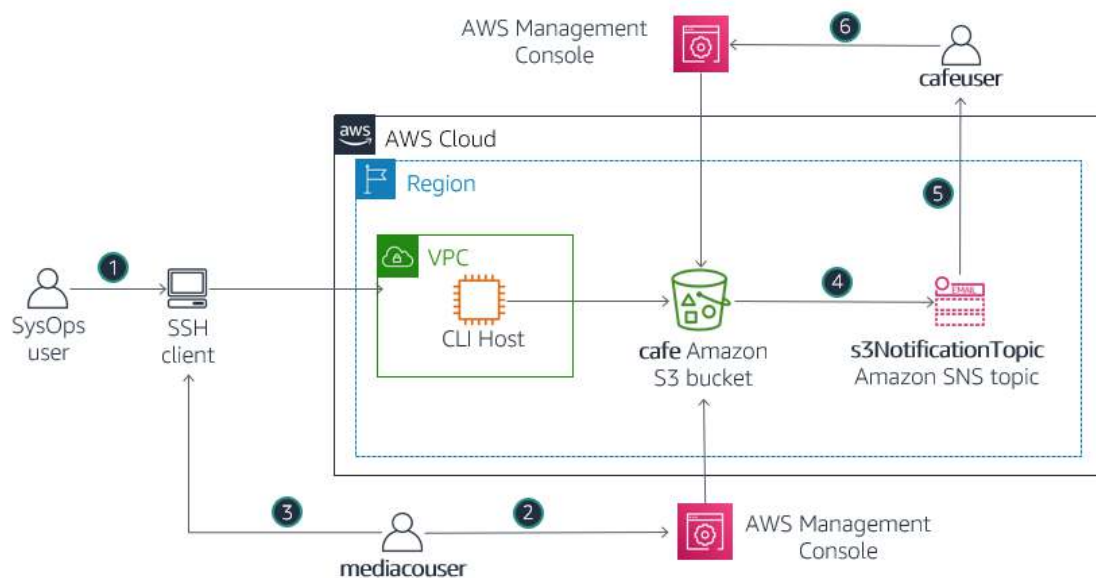 AWS Management
Console
6
cafeuser
aws
AWS Cloud
Region
5
VPC
1
4
EMAIL
SysOps
user
SSH
client
CLI Host
cafe Amazon
S3 bucket
s3NotificationTopic
Amazon SNS topic
3
2
mediacouser
AWS Management
Console